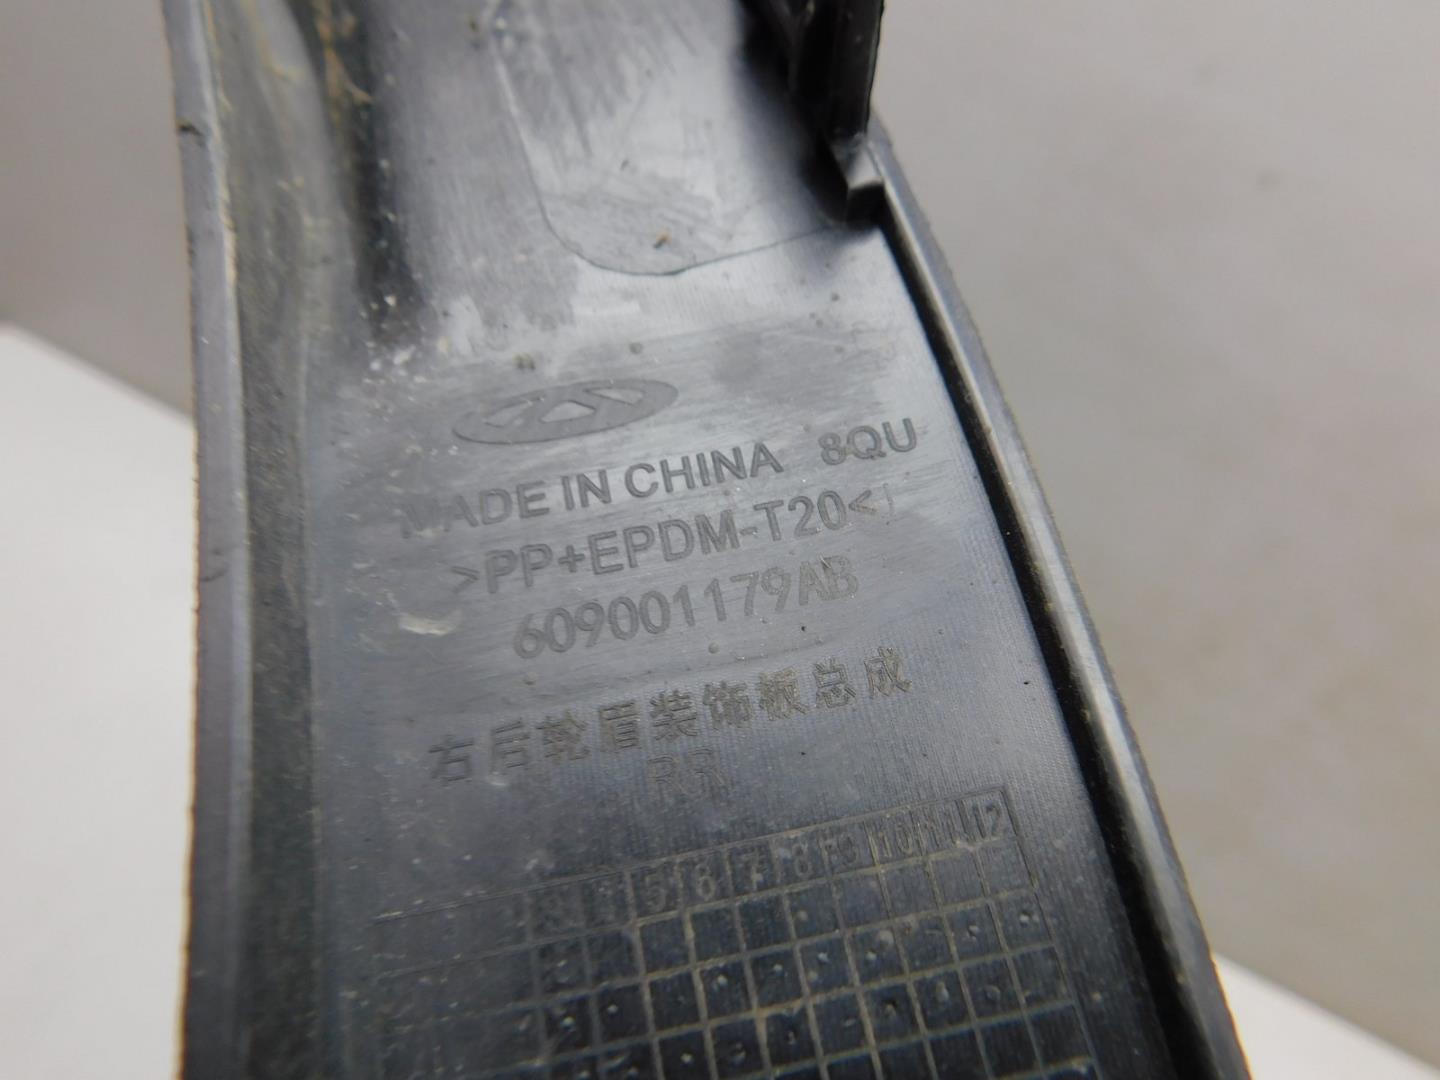 MADE IN CHINA 8QU
>PP+EPDM-T20<
609001179AB
右后轮盾装饰板总成
RR
5 6 7 8 9 10 11 12